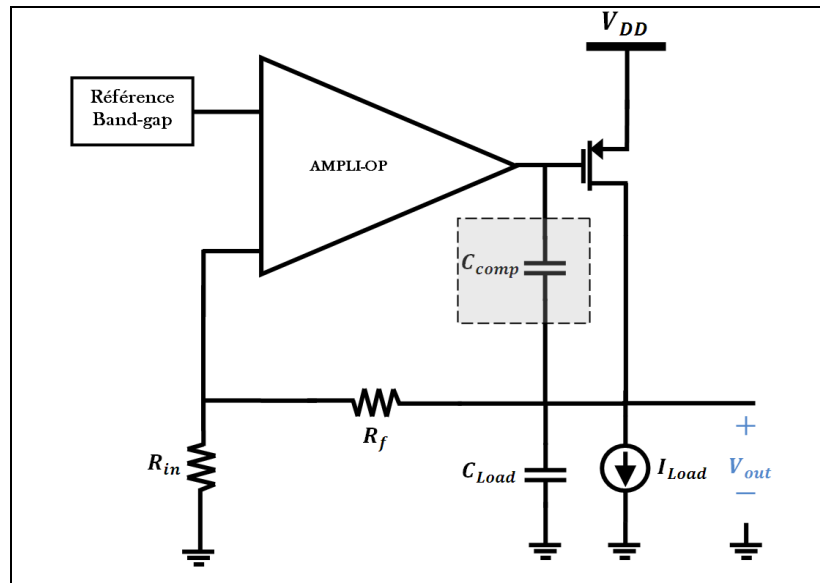 V_DD
Référence
Band-gap
AMPLI-OP
C_comp
R_f
R_in
C_Load
I_Load
+
V_out
−